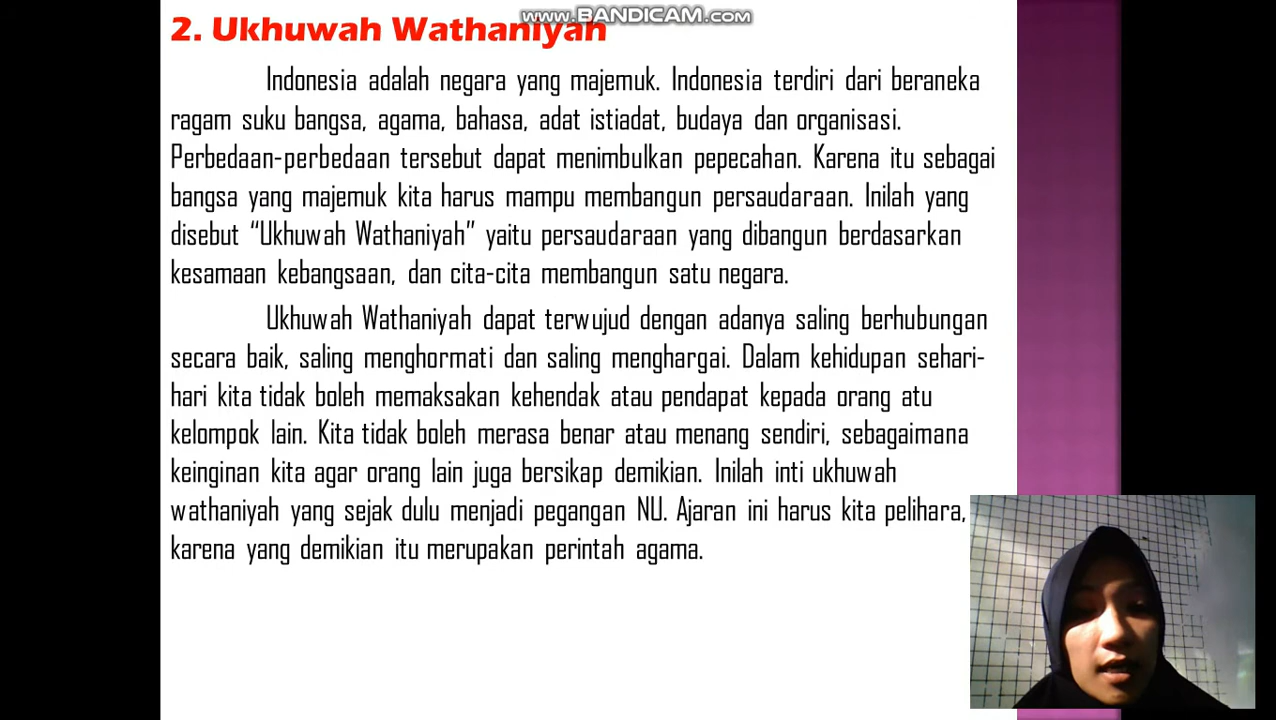 www.BANDICAM.com
2. Ukhuwah Wathaniyah
Indonesia adalah negara yang majemuk. Indonesia terdiri dari beraneka
ragam suku bangsa, agama, bahasa, adat istiadat, budaya dan organisasi.
Perbedaan-perbedaan tersebut dapat menimbulkan pepecahan. Karena itu sebagai
bangsa yang majemuk kita harus mampu membangun persaudaraan. Inilah yang
disebut “Ukhuwah Wathaniyah” yaitu persaudaraan yang dibangun berdasarkan
kesamaan kebangsaan, dan cita-cita membangun satu negara.
Ukhuwah Wathaniyah dapat terwujud dengan adanya saling berhubungan
secara baik, saling menghormati dan saling menghargai. Dalam kehidupan sehari-
hari kita tidak boleh memaksakan kehendak atau pendapat kepada orang atu
kelompok lain. Kita tidak boleh merasa benar atau menang sendiri, sebagaimana
keinginan kita agar orang lain juga bersikap demikian. Inilah inti ukhuwah
wathaniyah yang sejak dulu menjadi pegangan NU. Ajaran ini harus kita pelihara,
karena yang demikian itu merupakan perintah agama.